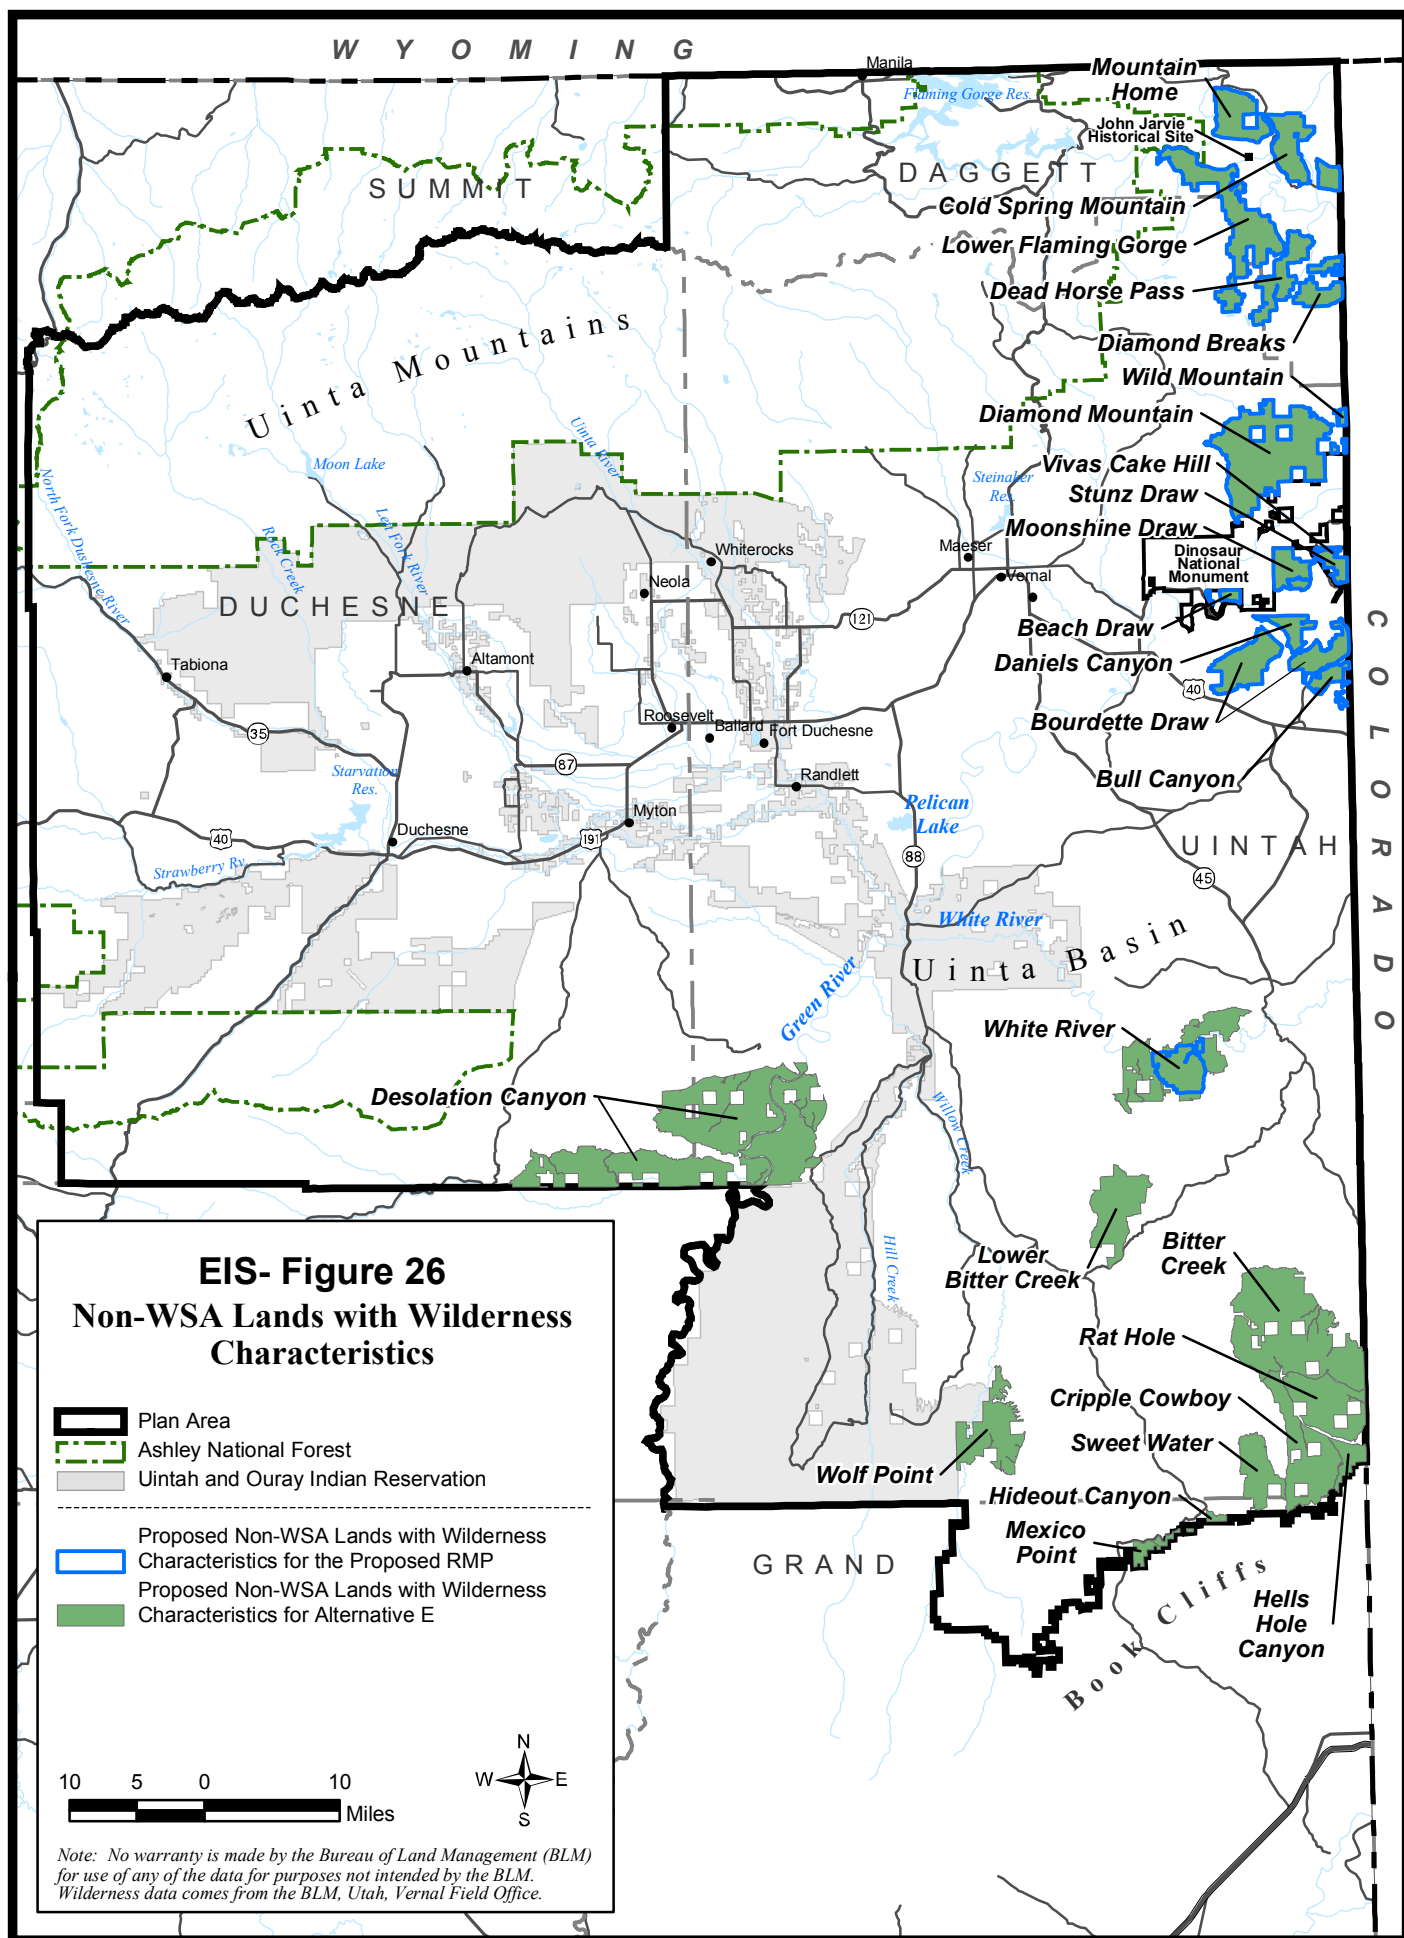 WYOMING
Manila
Flaming Gorge Res.
Mountain
Home
John Jarvie
Historical Site
SUMMIT
DAGGETT
Cold Spring Mountain
Lower Flaming Gorge
Dead Horse Pass
Diamond Breaks
Uinta Mountains
Wild Mountain
Diamond Mountain
Uinta River
Moon Lake
Vivas Cake Hill
Steinaker
Res.
Stunz Draw
North Fork Duchesne River
Rock Creek
Left Fork River
Moonshine Draw
Whiterocks
Maeser
Dinosaur
National
Monument
Neola
Vernal
DUCHESNE
121
Beach Draw
COLORADO
Tabiona
Altamont
Daniels Canyon
40
Roosevelt
Ballard
Fort Duchesne
Bourdette Draw
35
87
Starvation
Res.
Randlett
Bull Canyon
Myton
Pelican
Lake
Duchesne
40
191
88
UINTAH
45
Strawberry Rv.
White River
Uinta Basin
Green River
White River
Desolation Canyon
Willow Creek
Hill Creek
Lower
Bitter Creek
Bitter
Creek
Rat Hole
Cripple Cowboy
Sweet Water
Wolf Point
Hideout Canyon
Mexico
Point
GRAND
Book Cliffs
Hells
Hole
Canyon
EIS- Figure 26
Non-WSA Lands with Wilderness
Characteristics
Plan Area
Ashley National Forest
Uintah and Ouray Indian Reservation
Proposed Non-WSA Lands with Wilderness
Characteristics for the Proposed RMP
Proposed Non-WSA Lands with Wilderness
Characteristics for Alternative E
N
W E
S
10 5 0 10
Miles
Note: No warranty is made by the Bureau of Land Management (BLM)
for use of any of the data for purposes not intended by the BLM.
Wilderness data comes from the BLM, Utah, Vernal Field Office.